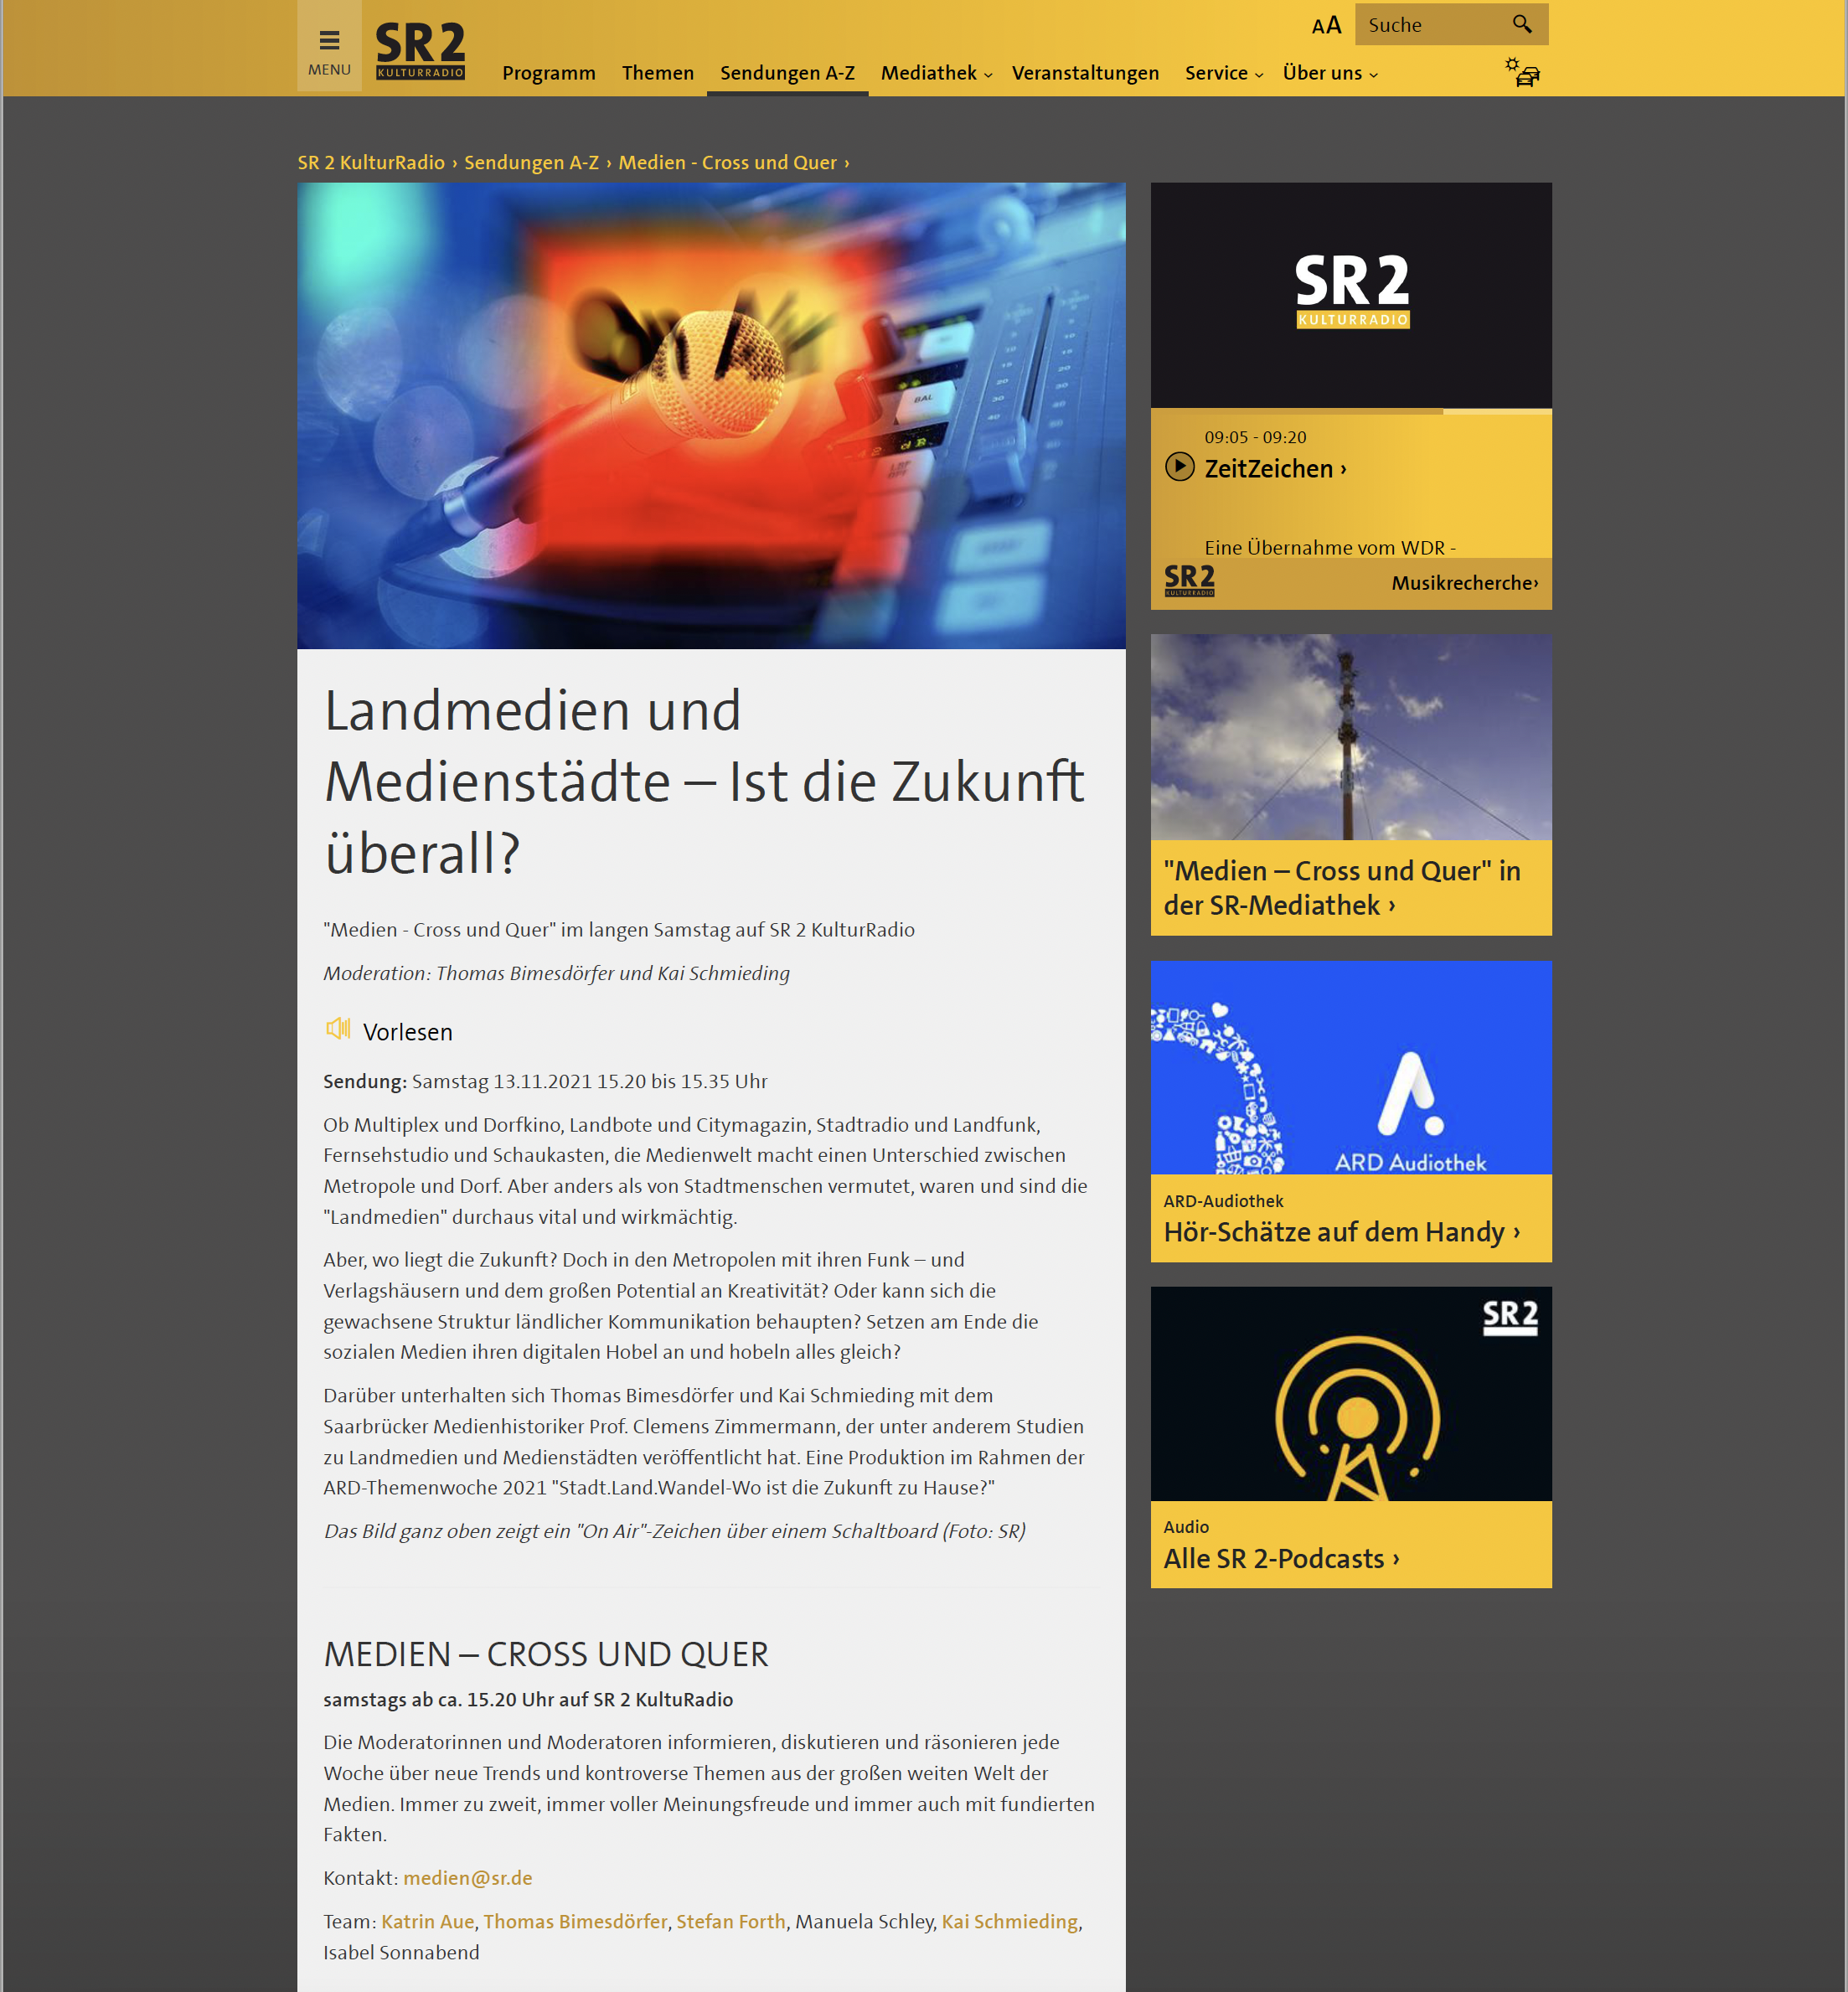 MENU
SR 2
KULTURRADIO
AA
Suche
Programm Themen Sendungen A-Z Mediathek Veranstaltungen Service Über uns
SR 2 KulturRadio › Sendungen A-Z › Medien - Cross und Quer ›
On Air
BAL
Landmedien und
Medienstädte – Ist die Zukunft
überall?
"Medien - Cross und Quer" im langen Samstag auf SR 2 KulturRadio
Moderation: Thomas Bimesdörfer und Kai Schmieding
Vorlesen
Sendung: Samstag 13.11.2021 15.20 bis 15.35 Uhr
Ob Multiplex und Dorfkino, Landbote und Citymagazin, Stadtradio und Landfunk,
Fernsehstudio und Schaukasten, die Medienwelt macht einen Unterschied zwischen
Metropole und Dorf. Aber anders als von Stadtmenschen vermutet, waren und sind die
"Landmedien" durchaus vital und wirkmächtig.
Aber, wo liegt die Zukunft? Doch in den Metropolen mit ihren Funk – und
Verlagshäusern und dem großen Potential an Kreativität? Oder kann sich die
gewachsene Struktur ländlicher Kommunikation behaupten? Setzen am Ende die
sozialen Medien ihren digitalen Hobel an und hobeln alles gleich?
Darüber unterhalten sich Thomas Bimesdörfer und Kai Schmieding mit dem
Saarbrücker Medienhistoriker Prof. Clemens Zimmermann, der unter anderem Studien
zu Landmedien und Medienstädten veröffentlicht hat. Eine Produktion im Rahmen der
ARD-Themenwoche 2021 "Stadt.Land.Wandel-Wo ist die Zukunft zu Hause?"
Das Bild ganz oben zeigt ein "On Air"-Zeichen über einem Schaltboard (Foto: SR)
MEDIEN – CROSS UND QUER
samstags ab ca. 15.20 Uhr auf SR 2 KultuRadio
Die Moderatorinnen und Moderatoren informieren, diskutieren und räsonieren jede
Woche über neue Trends und kontroverse Themen aus der großen weiten Welt der
Medien. Immer zu zweit, immer voller Meinungsfreude und immer auch mit fundierten
Fakten.
Kontakt: medien@sr.de
Team: Katrin Aue, Thomas Bimesdörfer, Stefan Forth, Manuela Schley, Kai Schmieding,
Isabel Sonnabend
SR 2
KULTURRADIO
09:05 - 09:20
ZeitZeichen ›
Eine Übernahme vom WDR -
SR 2
KULTURRADIO
Musikrecherche›
"Medien – Cross und Quer" in
der SR-Mediathek ›
ARD Audiothek
ARD-Audiothek
Hör-Schätze auf dem Handy ›
SR 2
Audio
Alle SR 2-Podcasts ›